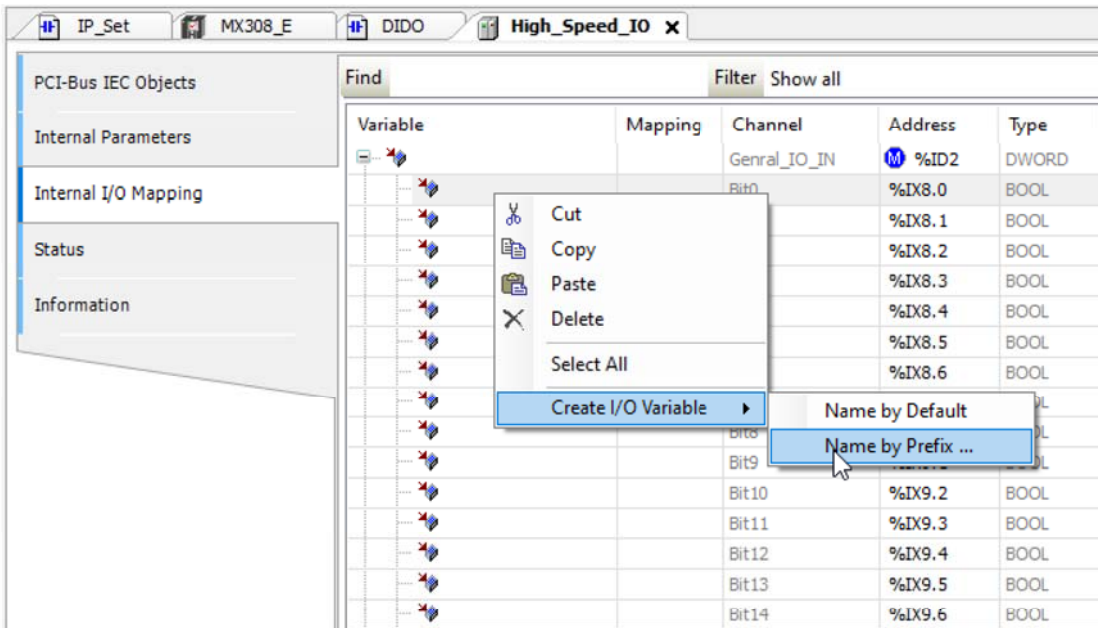 IP_Set MX308_E DIDO High_Speed_IO X
PCI-Bus IEC Objects
Internal Parameters
Internal I/O Mapping
Status
Information
Find Filter Show all
Variable Mapping Channel Address Type
Genral_IO_IN M %ID2 DWORD
Bit0 %IX8.0 BOOL
%IX8.1 BOOL
%IX8.2 BOOL
%IX8.3 BOOL
%IX8.4 BOOL
%IX8.5 BOOL
%IX8.6 BOOL
Bit8
Bit9
Bit10 %IX9.2 BOOL
Bit11 %IX9.3 BOOL
Bit12 %IX9.4 BOOL
Bit13 %IX9.5 BOOL
Bit14 %IX9.6 BOOL
Cut
Copy
Paste
Delete
Select All
Create I/O Variable
Name by Default
Name by Prefix ...